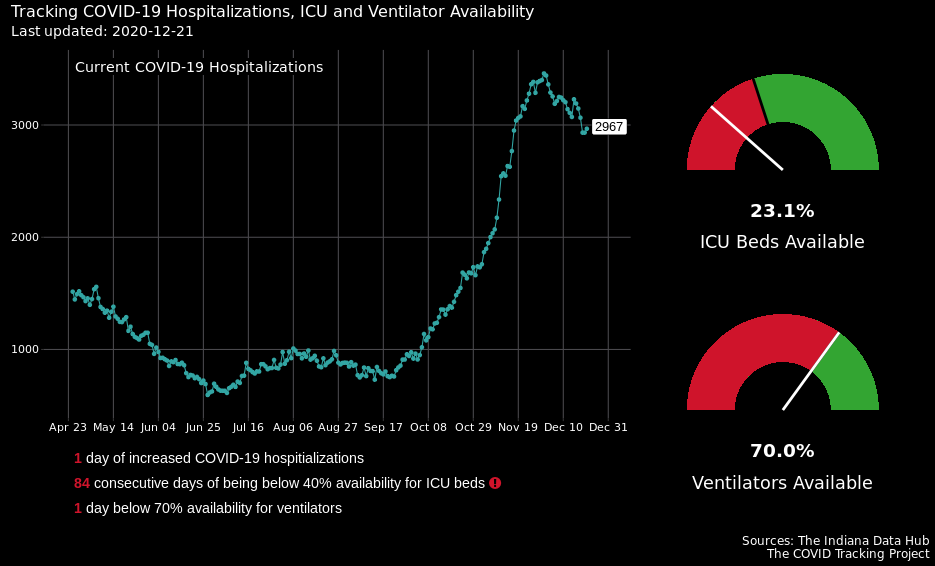 Tracking COVID-19 Hospitalizations, ICU and Ventilator Availability
Last updated: 2020-12-21
Current COVID-19 Hospitalizations
3000
2000
1000
2967
Apr 23 May 14 Jun 04 Jun 25 Jul 16 Aug 06 Aug 27 Sep 17 Oct 08 Oct 29 Nov 19 Dec 10 Dec 31
1 day of increased COVID-19 hospitializations
84 consecutive days of being below 40% availability for ICU beds
1 day below 70% availability for ventilators
23.1%
ICU Beds Available
70.0%
Ventilators Available
Sources: The Indiana Data Hub
The COVID Tracking Project